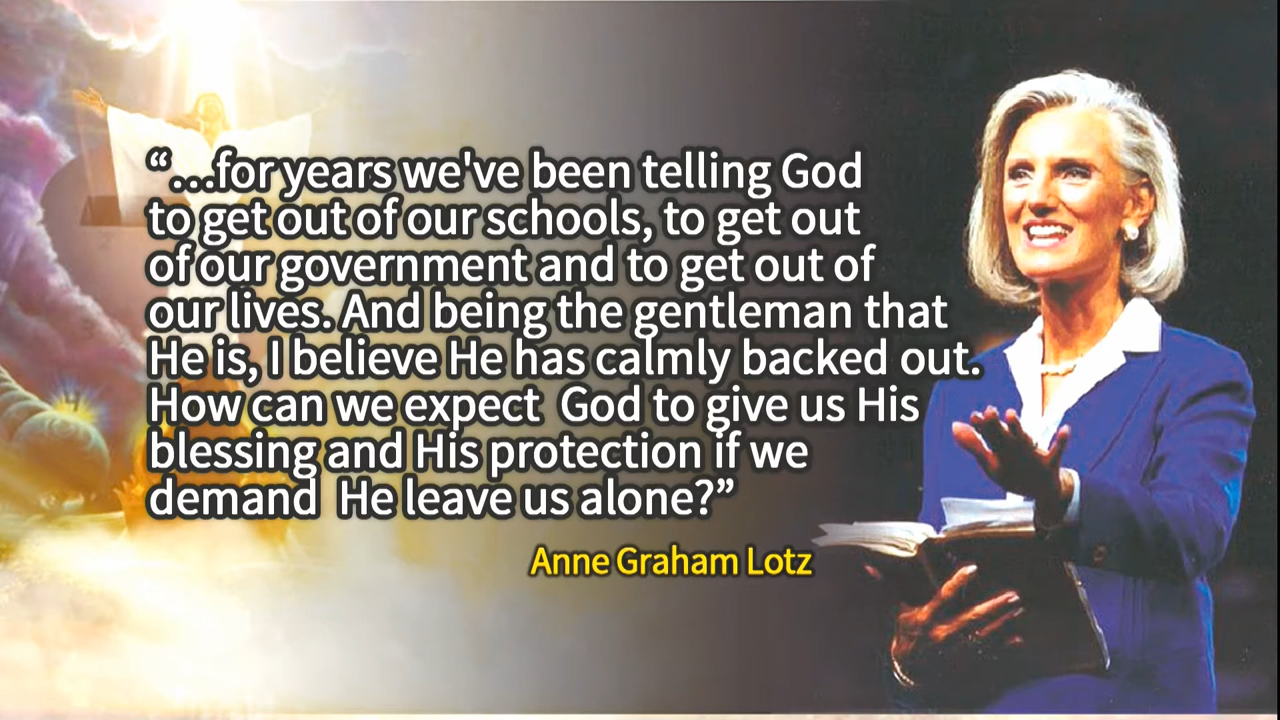 “...for years we've been telling God
to get out of our schools, to get out
of our government and to get out of
our lives. And being the gentleman that
He is, I believe He has calmly backed out.
How can we expect  God to give us His
blessing and His protection if we
demand  He leave us alone?”
Anne Graham Lotz